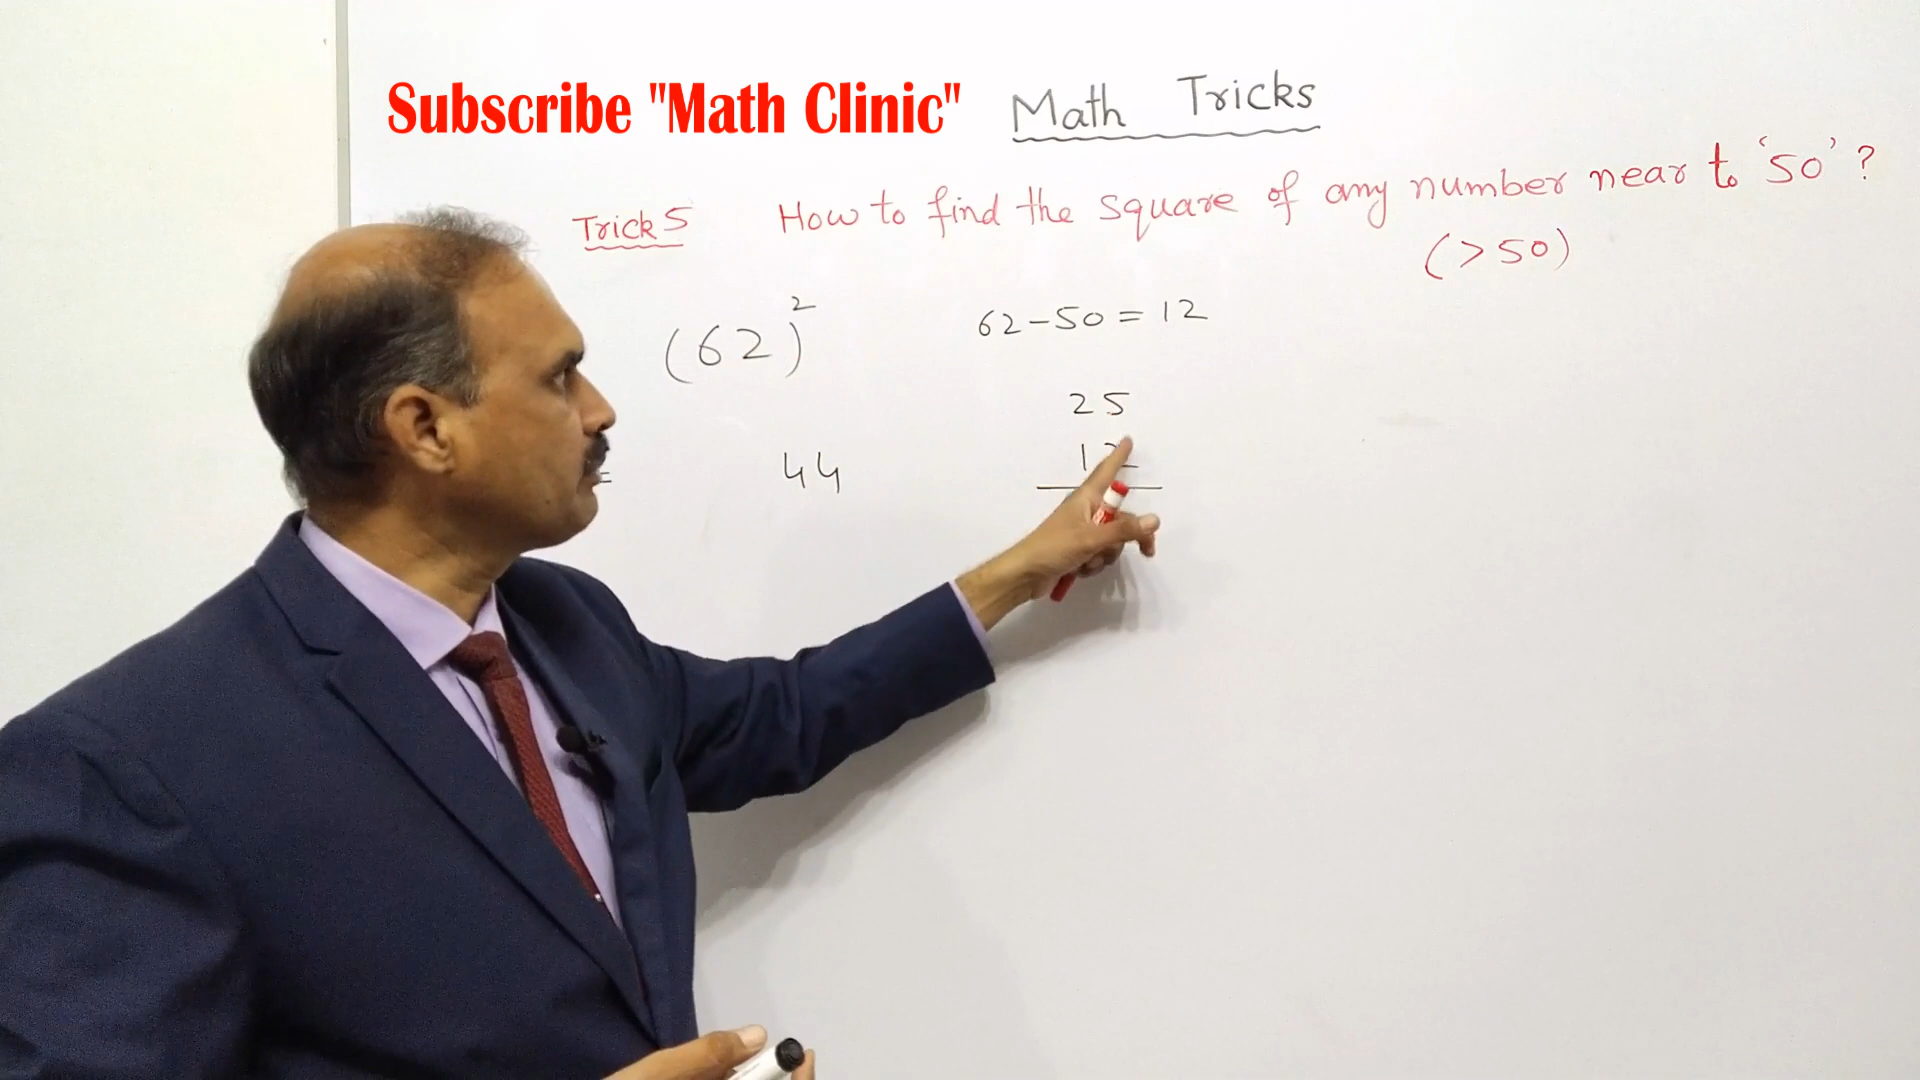 Subscribe "Math Clinic"
Math Tricks
Trick 5 How to find the square of any number near to '50' ?
(>50)
(62)² 62-50=12
25
= 44 12